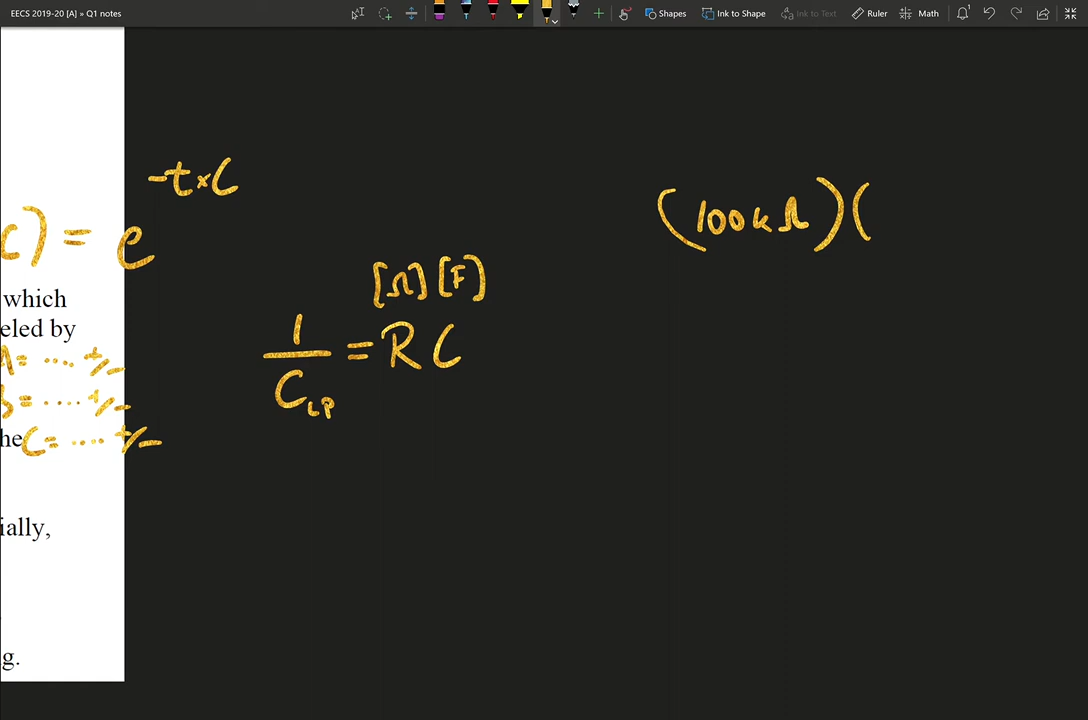 EECS 2019-20 [A] » Q1 notes
Shapes Ink to Shape Ink to Text Ruler Math
-t×C
C) = e
(100kΩ)(
which
[Ω][F]
eled by
1/C_LP = RC
A= .... +/-
B= .... +/-
he C= .... +/-
ially,
g.